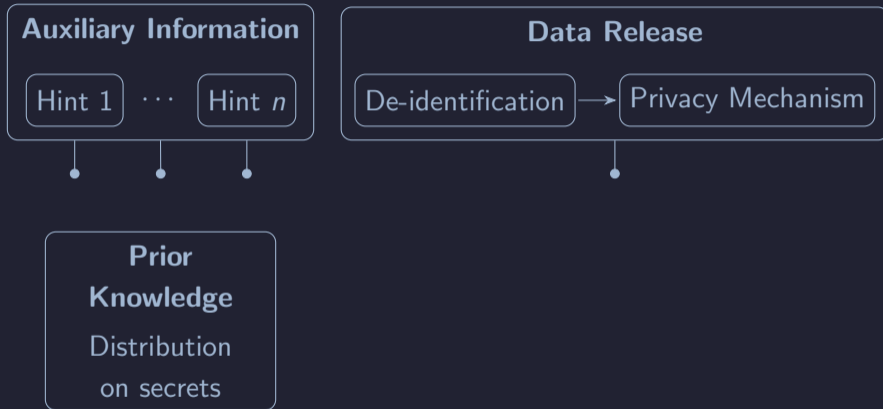 Auxiliary Information
Hint 1 ... Hint n
Data Release
De-identification Privacy Mechanism
Prior
Knowledge
Distribution
on secrets